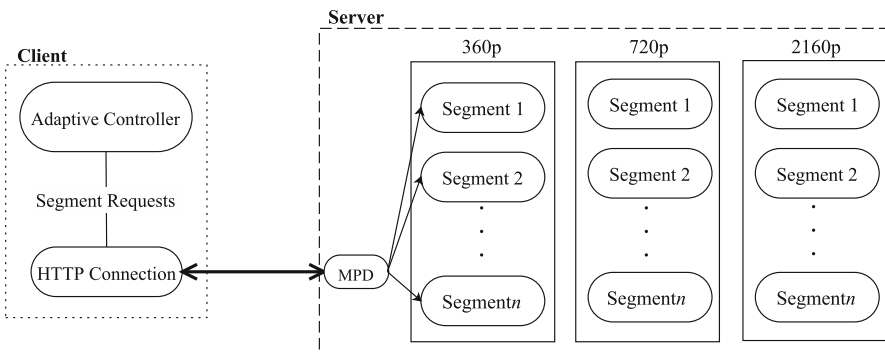 Server
Client
360p
720p
2160p
Adaptive Controller
Segment Requests
HTTP Connection
MPD
Segment 1
Segment 2
Segmentn
Segment 1
Segment 2
Segmentn
Segment 1
Segment 2
Segmentn